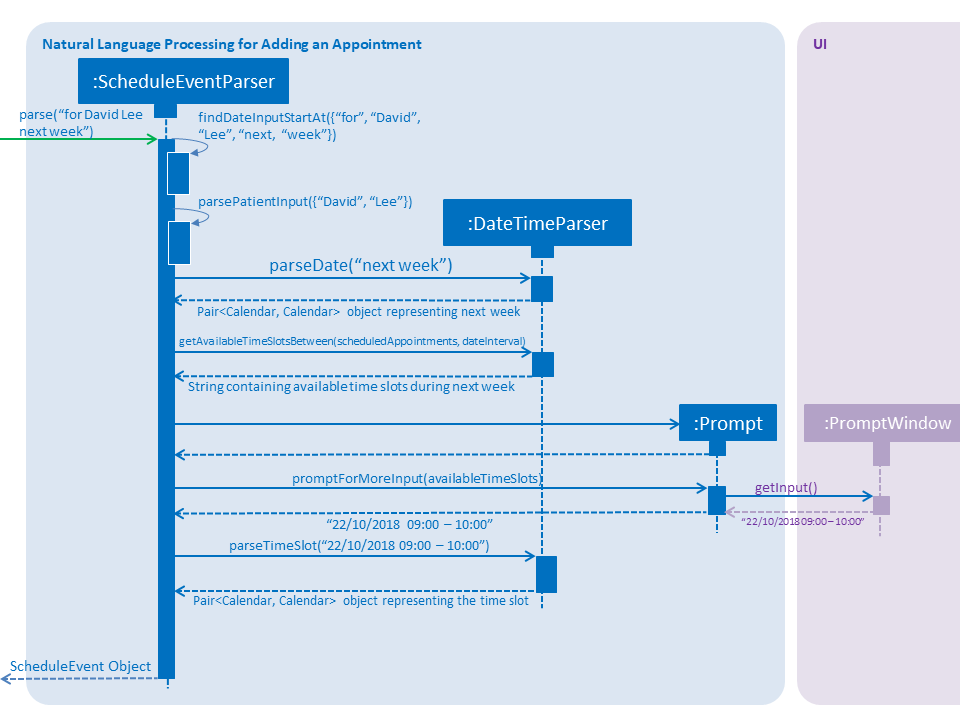 Natural Language Processing for Adding an Appointment
UI
:ScheduleEventParser
parse(“for David Lee
next week”)
findDateInputStartAt({“for”, “David”,
“Lee”, “next, “week”})
parsePatientInput({“David”, “Lee”})
:DateTimeParser
parseDate(“next week”)
Pair<Calendar, Calendar> object representing next week
getAvailableTimeSlotsBetween(scheduledAppointments, dateInterval)
String containing available time slots during next week
:Prompt
:PromptWindow
promptForMoreInput(availableTimeSlots)
getInput()
“22/10/2018 09:00 – 10:00”
“22/10/2018 09:00 – 10:00”
parseTimeSlot(“22/10/2018 09:00 – 10:00”)
Pair<Calendar, Calendar> object representing the time slot
ScheduleEvent Object